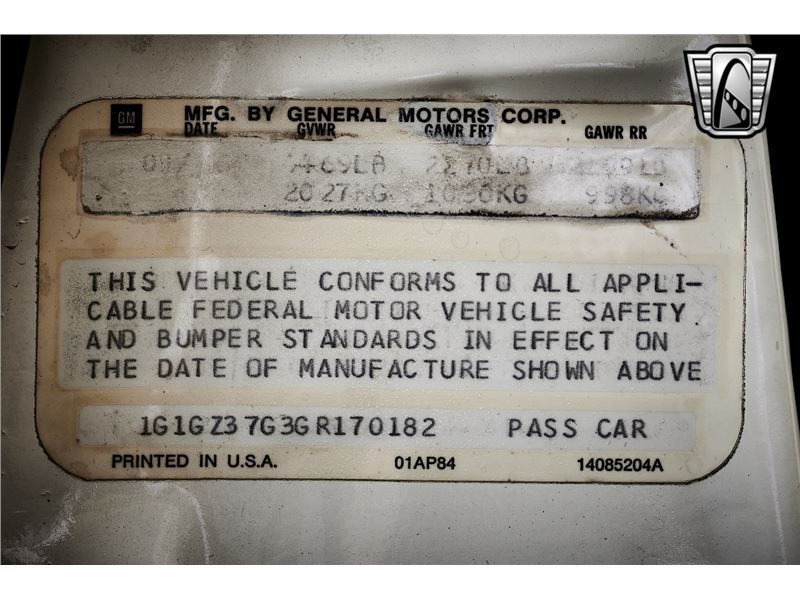 GM MFG. BY GENERAL MOTORS CORP.
DATE GVWR GAWR FRT GAWR RR
2027KG 1030KG 998KG
THIS VEHICLE CONFORMS TO ALL APPLI-
CABLE FEDERAL MOTOR VEHICLE SAFETY
AND BUMPER STANDARDS IN EFFECT ON
THE DATE OF MANUFACTURE SHOWN ABOVE
1G1GZ37G3GR170182 PASS CAR
PRINTED IN U.S.A. 01AP84 14085204A